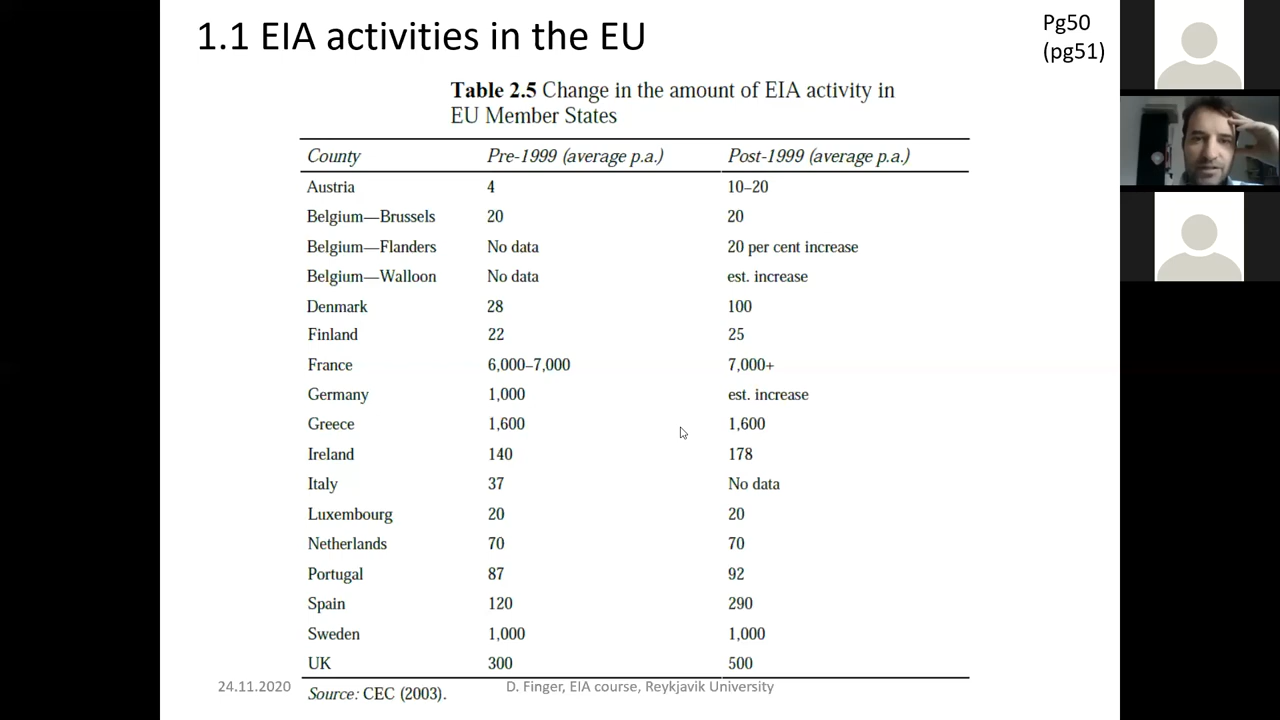 1.1 EIA activities in the EU
Pg50
(pg51)
Table 2.5 Change in the amount of EIA activity in
EU Member States
County Pre-1999 (average p.a.) Post-1999 (average p.a.)
Austria 4 10–20
Belgium—Brussels 20 20
Belgium—Flanders No data 20 per cent increase
Belgium—Walloon No data est. increase
Denmark 28 100
Finland 22 25
France 6,000–7,000 7,000+
Germany 1,000 est. increase
Greece 1,600 1,600
Ireland 140 178
Italy 37 No data
Luxembourg 20 20
Netherlands 70 70
Portugal 87 92
Spain 120 290
Sweden 1,000 1,000
UK 300 500
24.11.2020 D. Finger, EIA course, Reykjavik University
Source: CEC (2003).